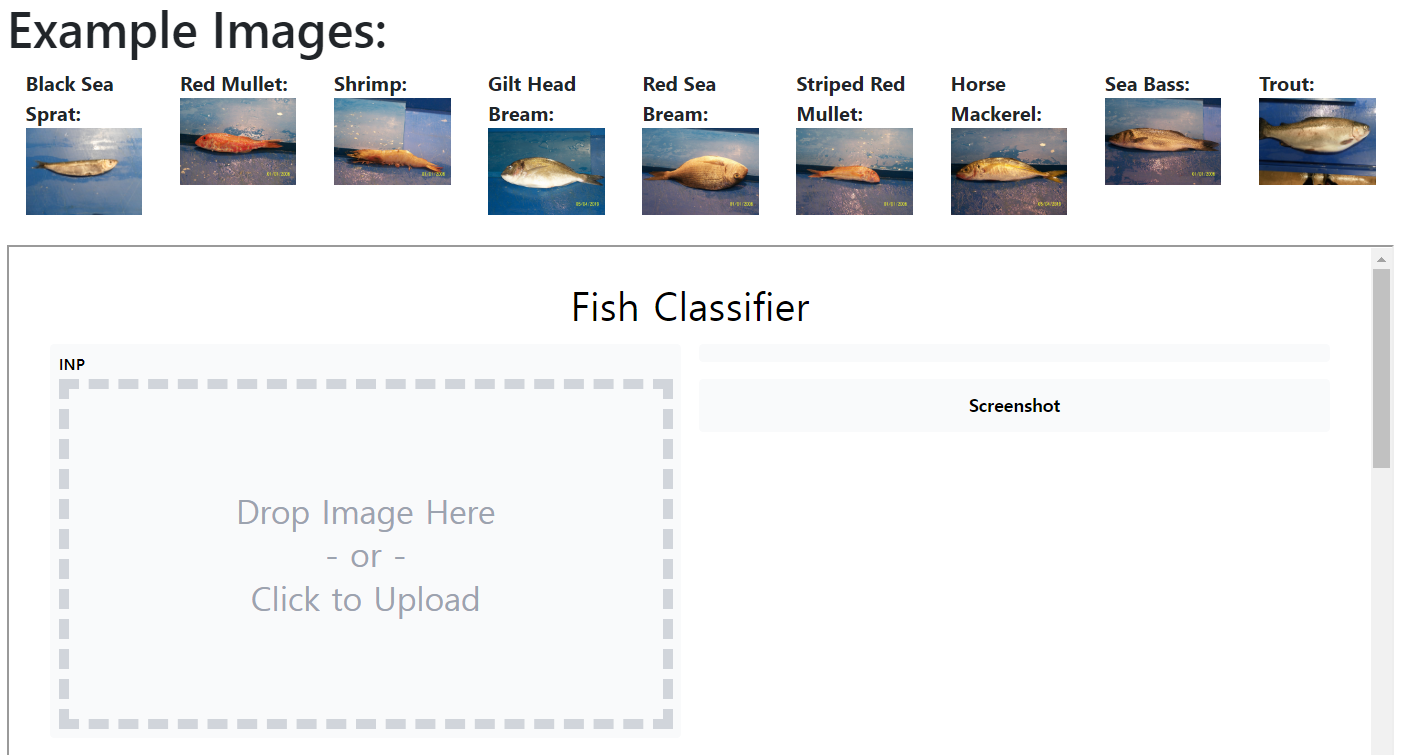 Example Images:
Black Sea
Sprat:
Red Mullet:
Shrimp:
Gilt Head
Bream:
Red Sea
Bream:
Striped Red
Mullet:
Horse
Mackerel:
Sea Bass:
Trout:
Fish Classifier
INP
Drop Image Here
- or -
Click to Upload
Screenshot